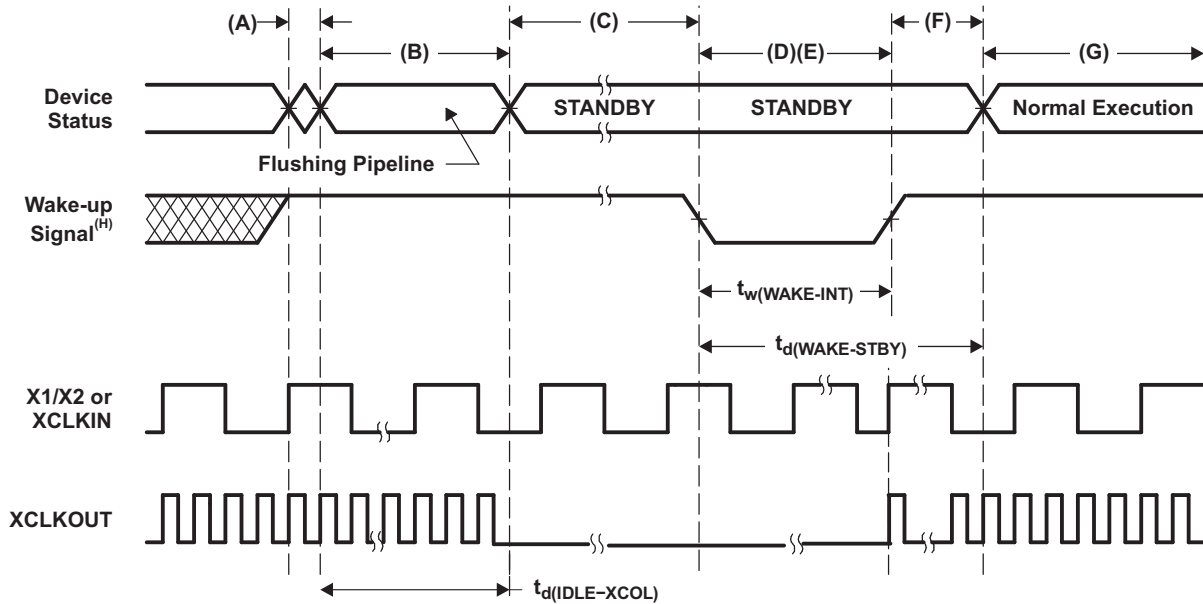 (A)
(C)
(F)
(B)
(D)(E)
(G)
Device
Status
STANDBY
STANDBY
Normal Execution
Flushing Pipeline
Wake-up
Signal(H)
tw(WAKE-INT)
td(WAKE-STBY)
X1/X2 or
XCLKIN
XCLKOUT
td(IDLE−XCOL)